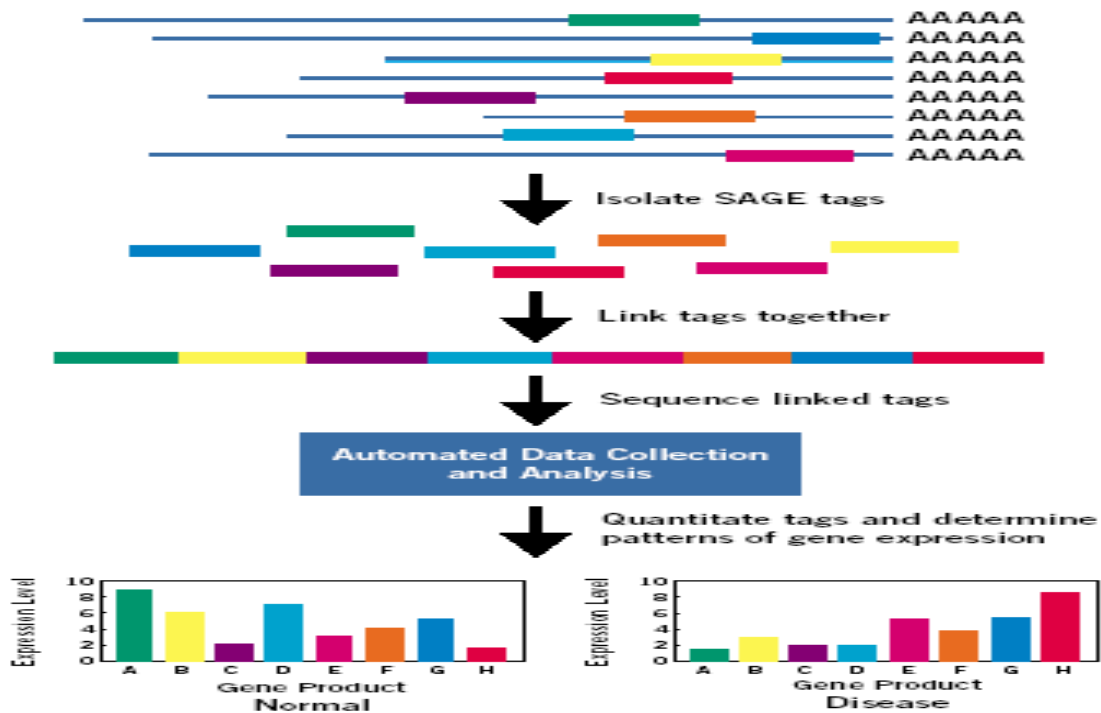 AAAAA
AAAAA
AAAAA
AAAAA
AAAAA
AAAAA
AAAAA
AAAAA
Isolate SAGE tags
Link tags together
Sequence linked tags
Automated Data Collection
and Analysis
Quantitate tags and determine
patterns of gene expression
Expression Level
10
8
6
4
2
0
A B C D E F G H
Gene Product
Normal
Expression Level
10
8
6
4
2
0
A B C D E F G H
Gene Product
Disease